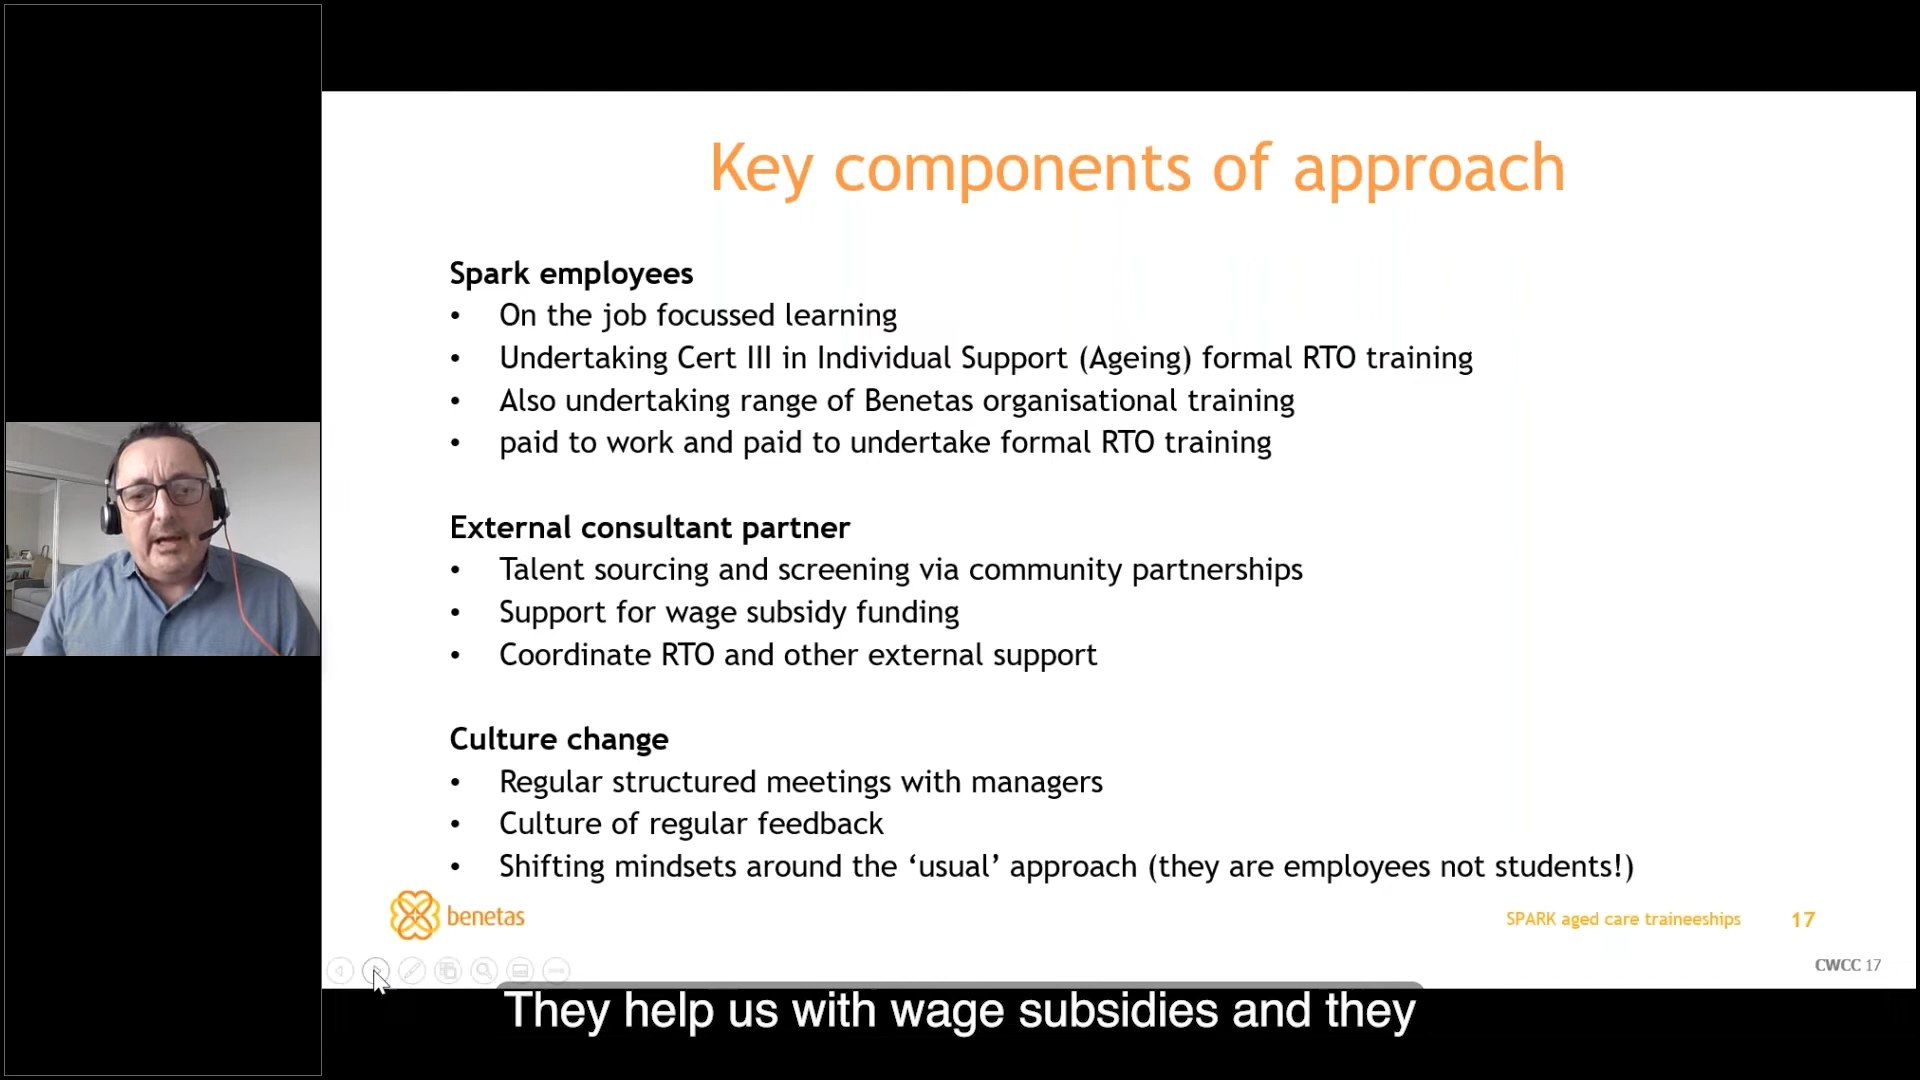 Key components of approach
Spark employees
• On the job focussed learning
• Undertaking Cert III in Individual Support (Ageing) formal RTO training
• Also undertaking range of Benetas organisational training
• paid to work and paid to undertake formal RTO training
External consultant partner
• Talent sourcing and screening via community partnerships
• Support for wage subsidy funding
• Coordinate RTO and other external support
Culture change
• Regular structured meetings with managers
• Culture of regular feedback
• Shifting mindsets around the ‘usual’ approach (they are employees not students!)
benetas
SPARK aged care traineeships 17
CWCC 17
They help us with wage subsidies and they